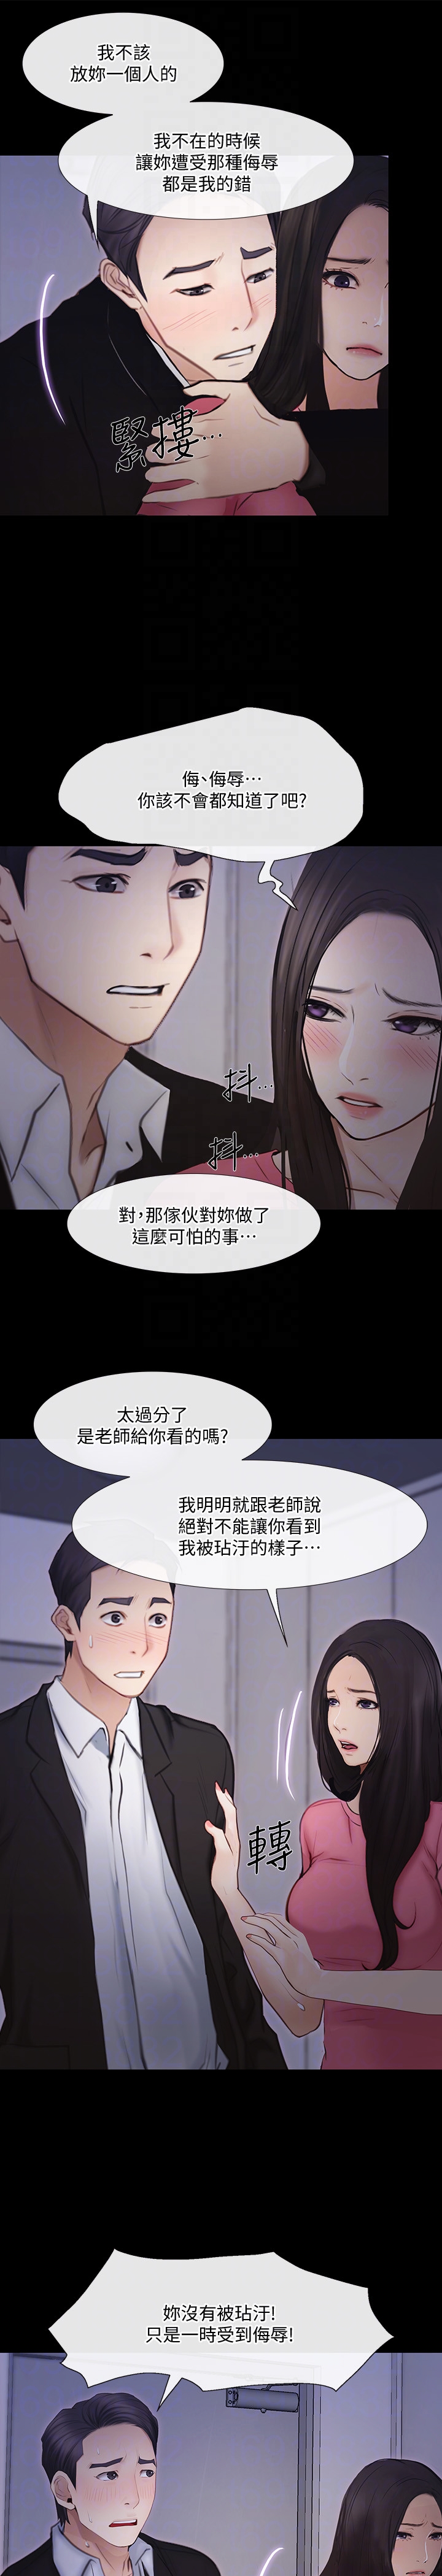 我不該
放妳一個人的
我不在的時候
讓妳遭受那種侮辱
都是我的錯
緊摟…
侮、侮辱…
你該不會都知道了吧?
抖…
抖…
對，那傢伙對妳做了
這麼可怕的事…
太過分了
是老師給你看的嗎?
我明明就跟老師說
絕對不能讓你看到
我被玷汙的樣子…
轉
妳沒有被玷汙!
只是一時受到侮辱!